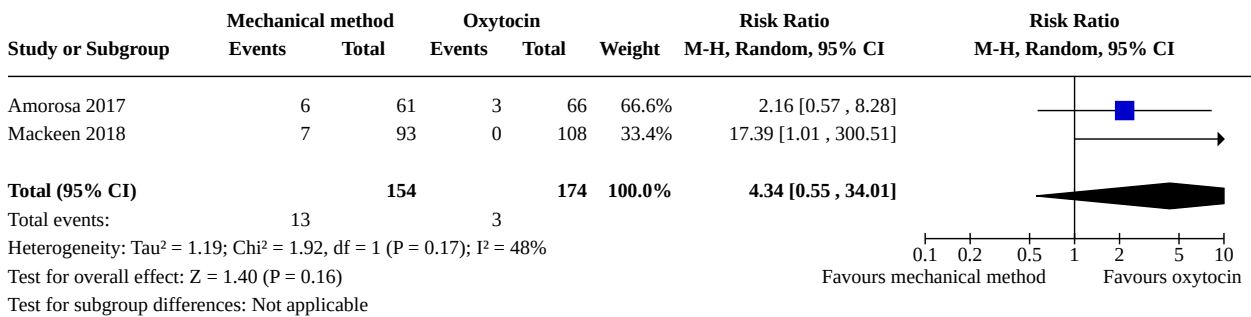 Mechanical method Oxytocin Risk Ratio Risk Ratio
Study or Subgroup Events Total Events Total Weight M-H, Random, 95% CI M-H, Random, 95% CI
Amorosa 2017 6 61 3 66 66.6% 2.16 [0.57 , 8.28]
Mackeen 2018 7 93 0 108 33.4% 17.39 [1.01 , 300.51]
Total (95% CI) 154 174 100.0% 4.34 [0.55 , 34.01]
Total events: 13 3
Heterogeneity: Tau² = 1.19; Chi² = 1.92, df = 1 (P = 0.17); I² = 48%
0.1 0.2 0.5 1 2 5 10
Test for overall effect: Z = 1.40 (P = 0.16)
Favours mechanical method Favours oxytocin
Test for subgroup differences: Not applicable